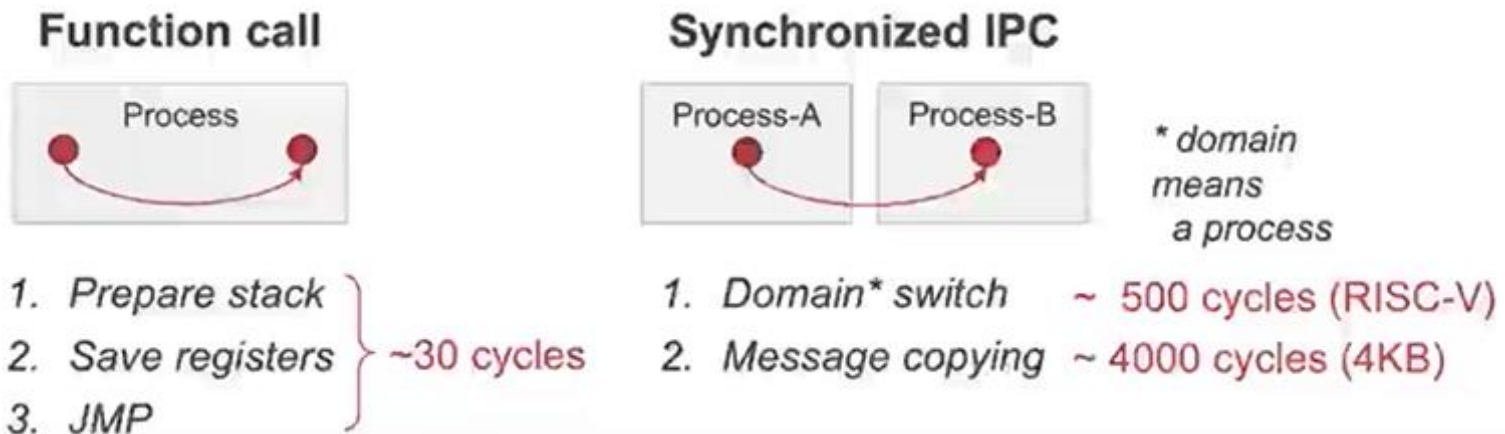 Function call
Process
1. Prepare stack
2. Save registers
3. JMP
~30 cycles
Synchronized IPC
Process-A
Process-B
* domain
means
a process
1. Domain* switch ~ 500 cycles (RISC-V)
2. Message copying ~ 4000 cycles (4KB)